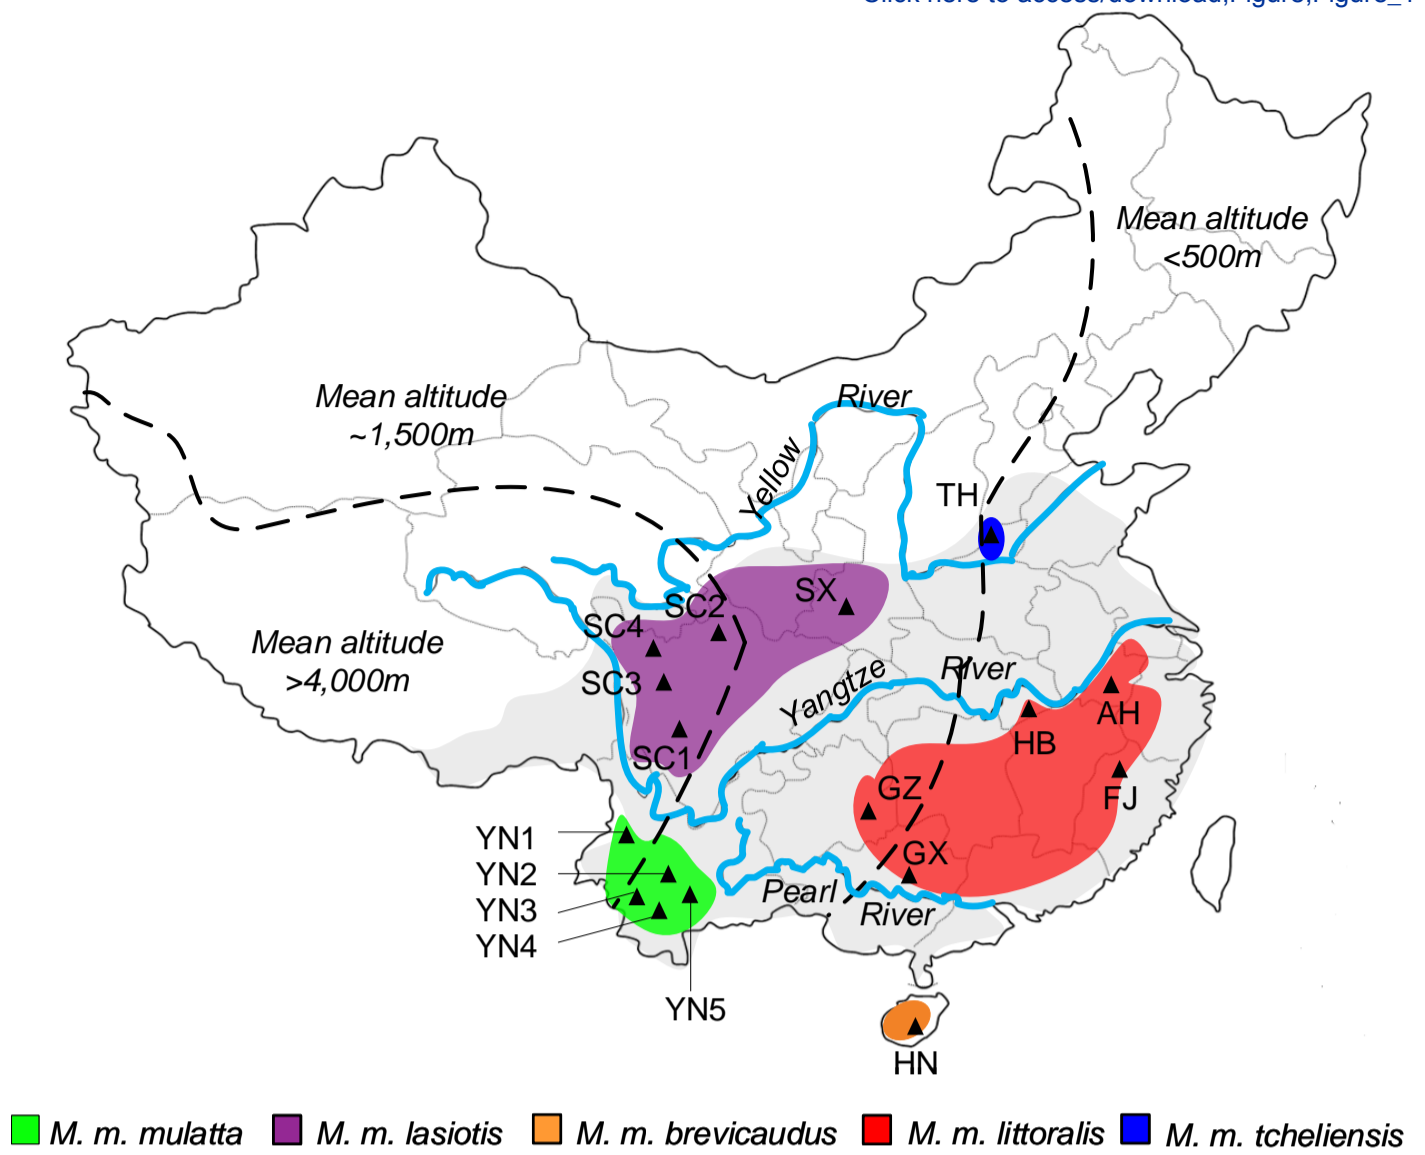 Mean altitude
<500m
Mean altitude
~1,500m
River
Yellow
TH
SX
SC2
SC4
Mean altitude
>4,000m
SC3
River
Yangtze
AH
HB
SC1
GZ
FJ
YN1
GX
YN2
Pearl
River
YN3
YN4
YN5
HN
M. m. mulatta
M. m. lasiotis
M. m. brevicaudus
M. m. littoralis
M. m. tcheliensis